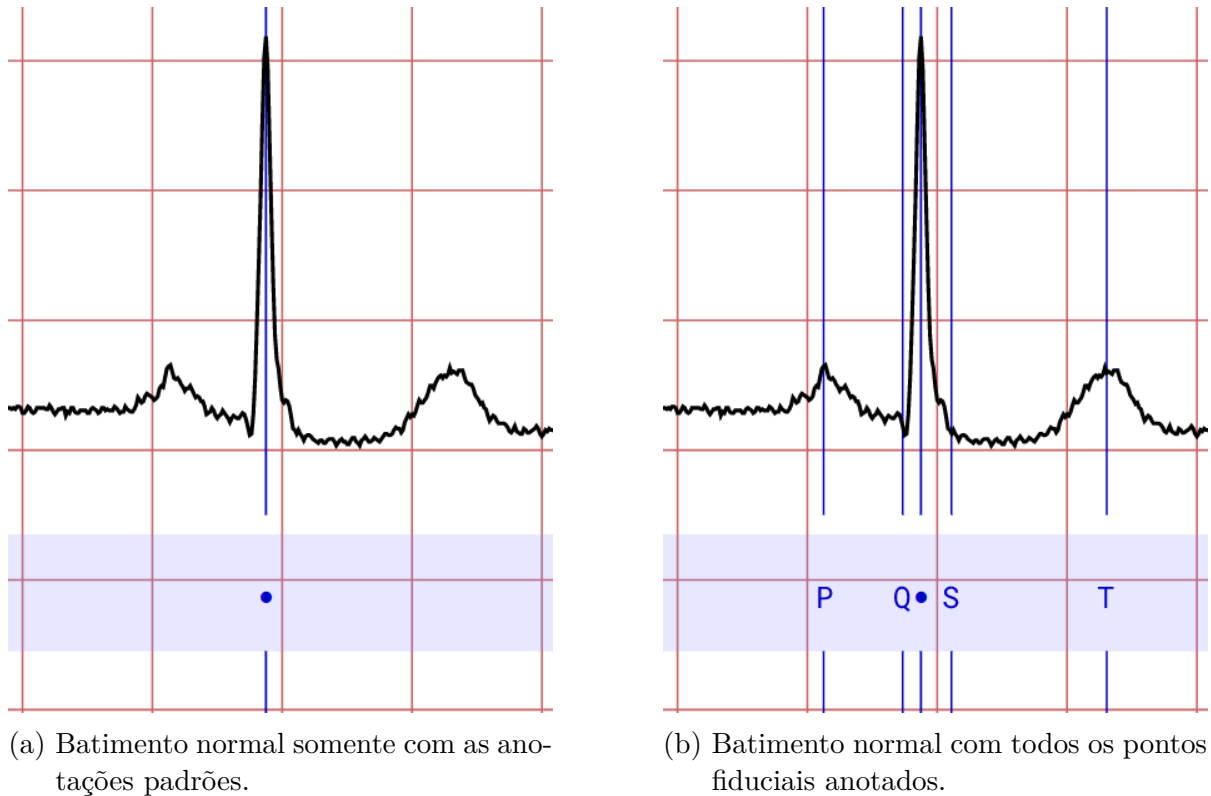 •
P Q • S T
(a) Batimento normal somente com as ano-
tações padrões.
(b) Batimento normal com todos os pontos
fiduciais anotados.